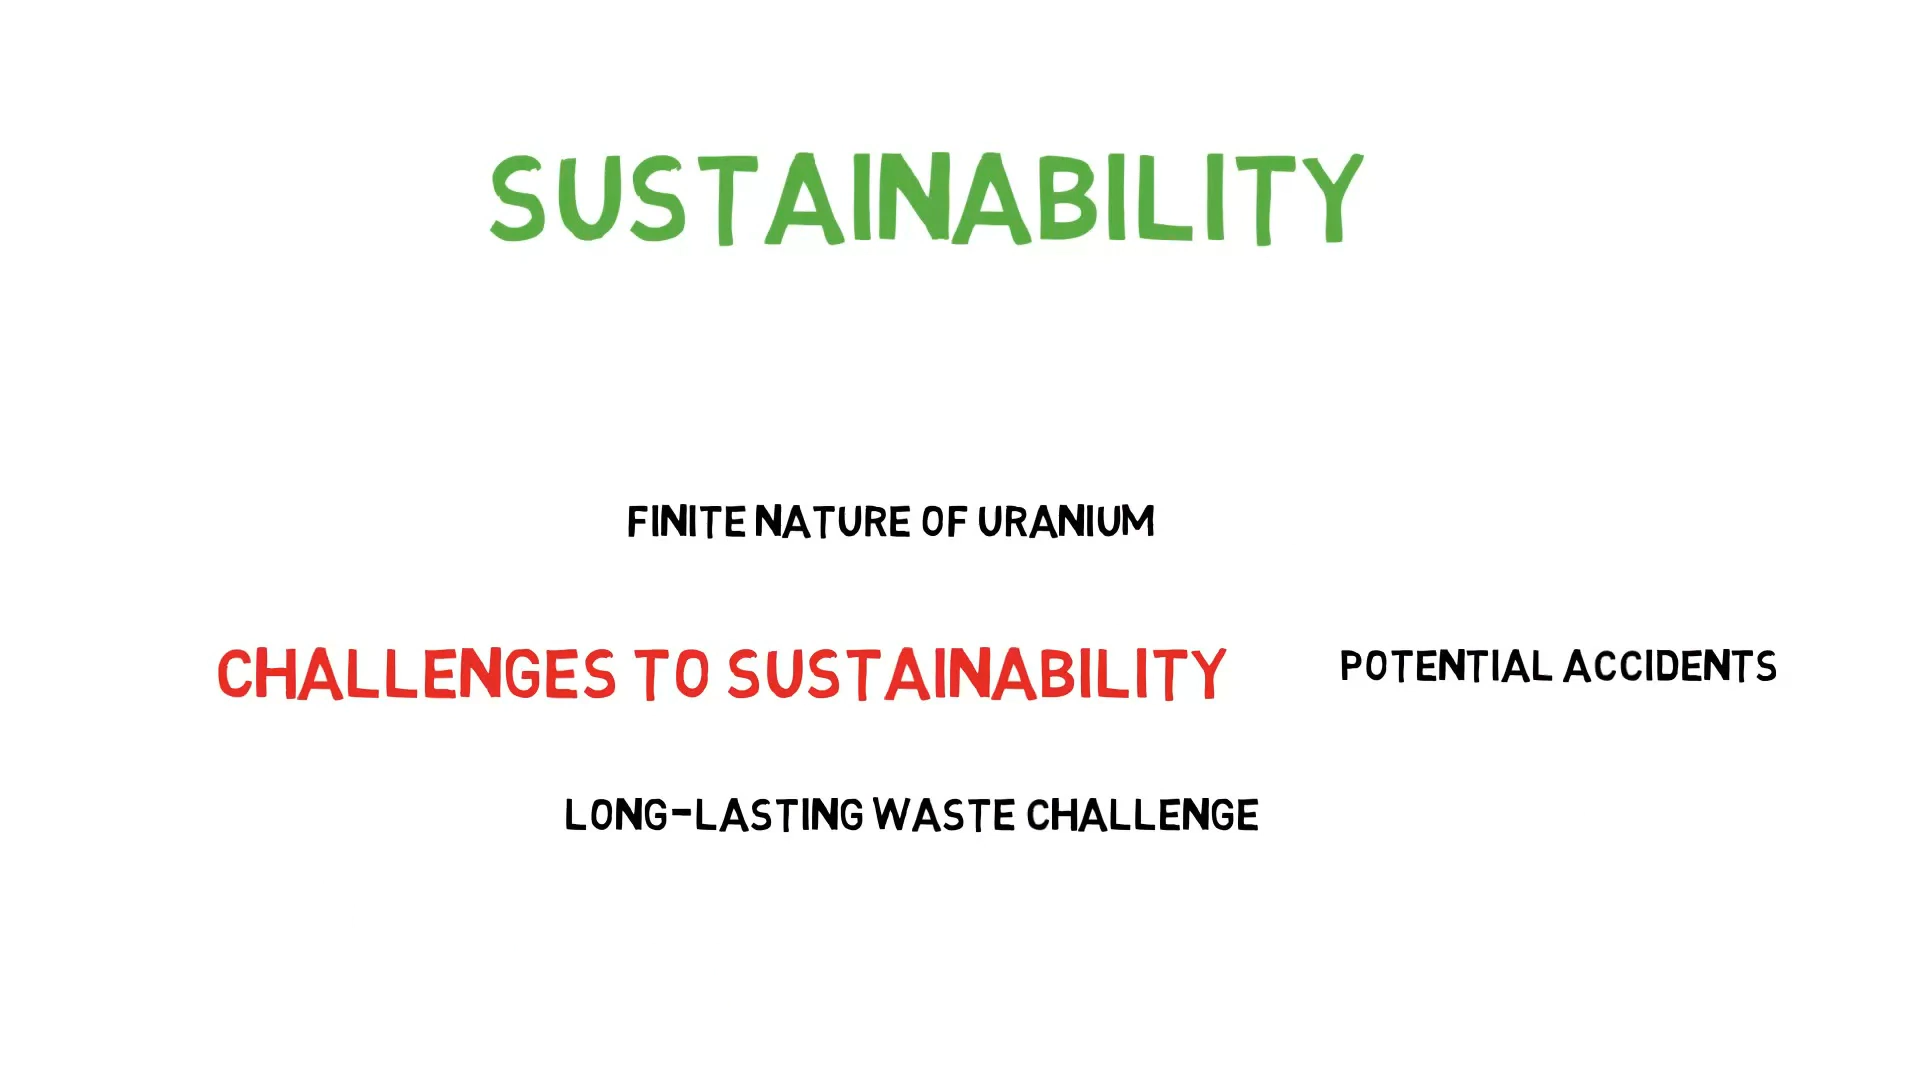 SUSTAINABILITY
FINITE NATURE OF URANIUM
CHALLENGES TO SUSTAINABILITY
POTENTIAL ACCIDENTS
LONG-LASTING WASTE CHALLENGE